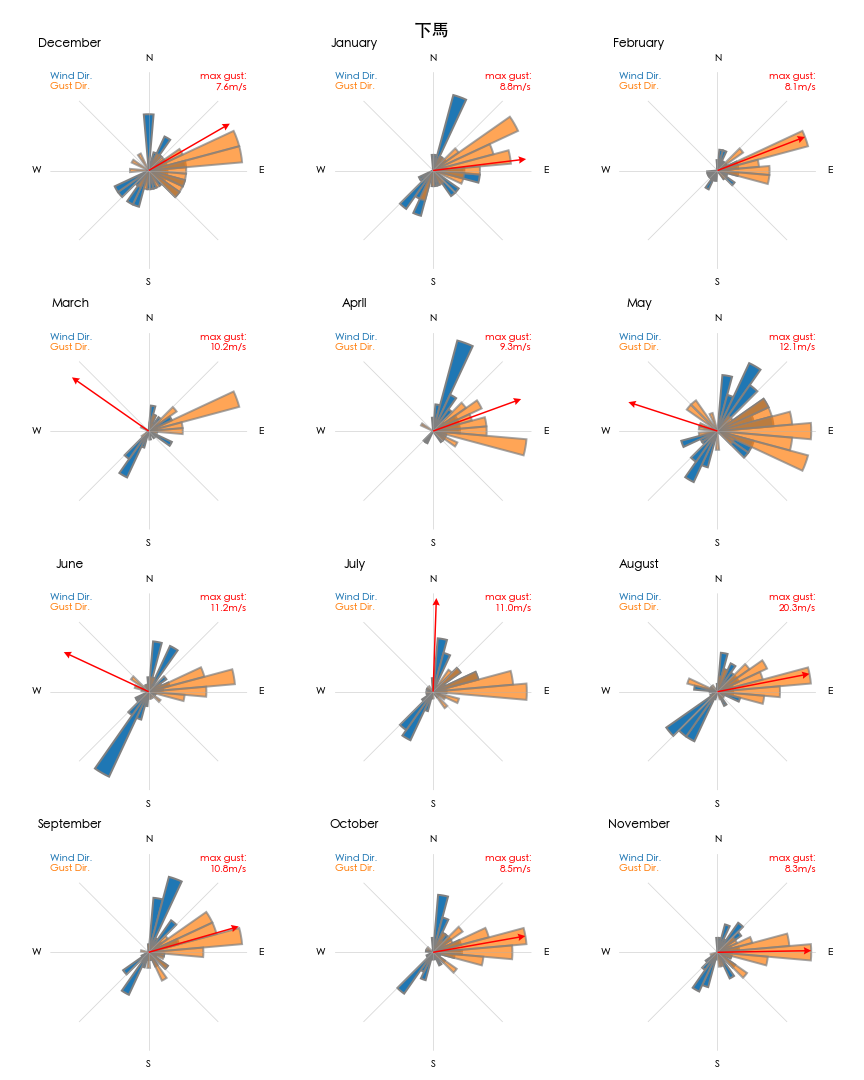 下馬
December
January
February
N
N
N
Wind Dir.
Gust Dir.
max gust:
7.6m/s
Wind Dir.
Gust Dir.
max gust:
8.8m/s
Wind Dir.
Gust Dir.
max gust:
8.1m/s
W
E
W
E
W
E
S
S
S
March
April
May
N
N
N
Wind Dir.
Gust Dir.
max gust:
10.2m/s
Wind Dir.
Gust Dir.
max gust:
9.3m/s
Wind Dir.
Gust Dir.
max gust:
12.1m/s
W
E
W
E
W
E
S
S
S
June
July
August
N
N
N
Wind Dir.
Gust Dir.
max gust:
11.2m/s
Wind Dir.
Gust Dir.
max gust:
11.0m/s
Wind Dir.
Gust Dir.
max gust:
20.3m/s
W
E
W
E
W
E
S
S
S
September
October
November
N
N
N
Wind Dir.
Gust Dir.
max gust:
10.8m/s
Wind Dir.
Gust Dir.
max gust:
8.5m/s
Wind Dir.
Gust Dir.
max gust:
8.3m/s
W
E
W
E
W
E
S
S
S